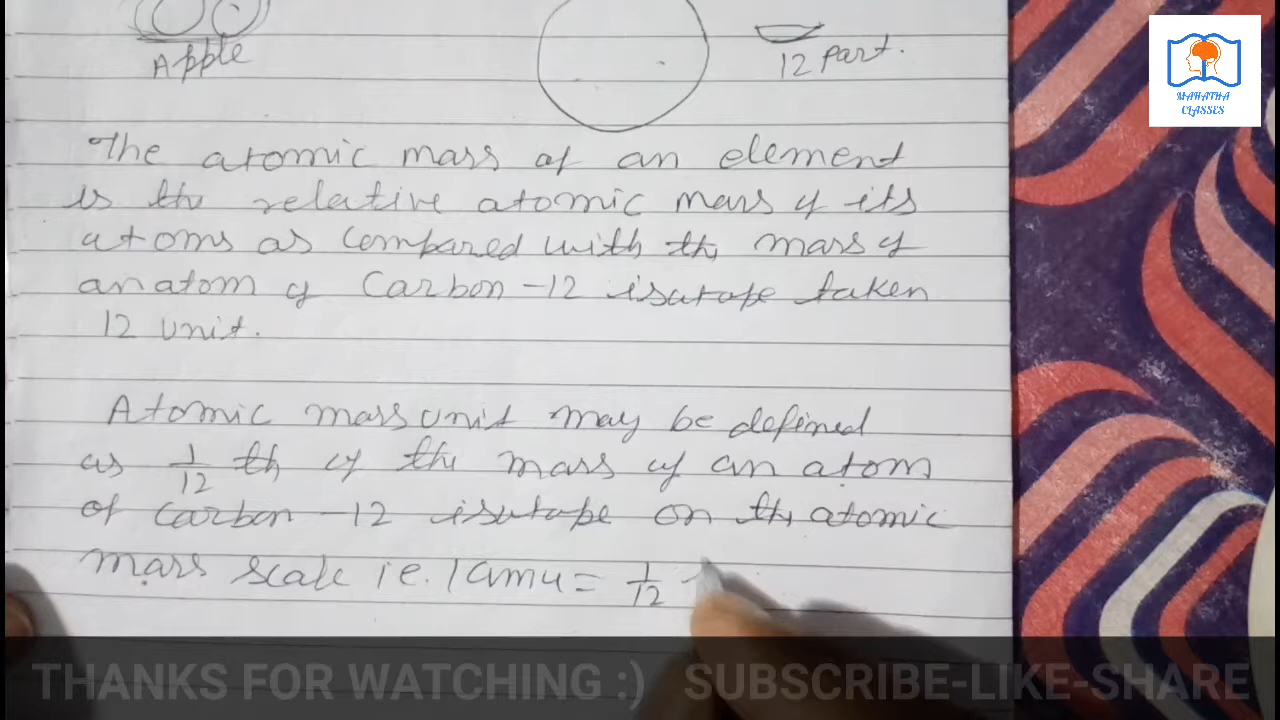 Apple
12 part.
MAHATHA
CLASSES
The atomic mass of an element
is the relative atomic mass of its
atoms as compared with the mass of
an atom of Carbon-12 isotope taken
12 unit.
Atomic mass unit may be defined
as 1/12 th of the mass of an atom
of carbon-12 isotope on the atomic
mass scale i.e. 1amu = 1/12
THANKS FOR WATCHING :) SUBSCRIBE-LIKE-SHARE